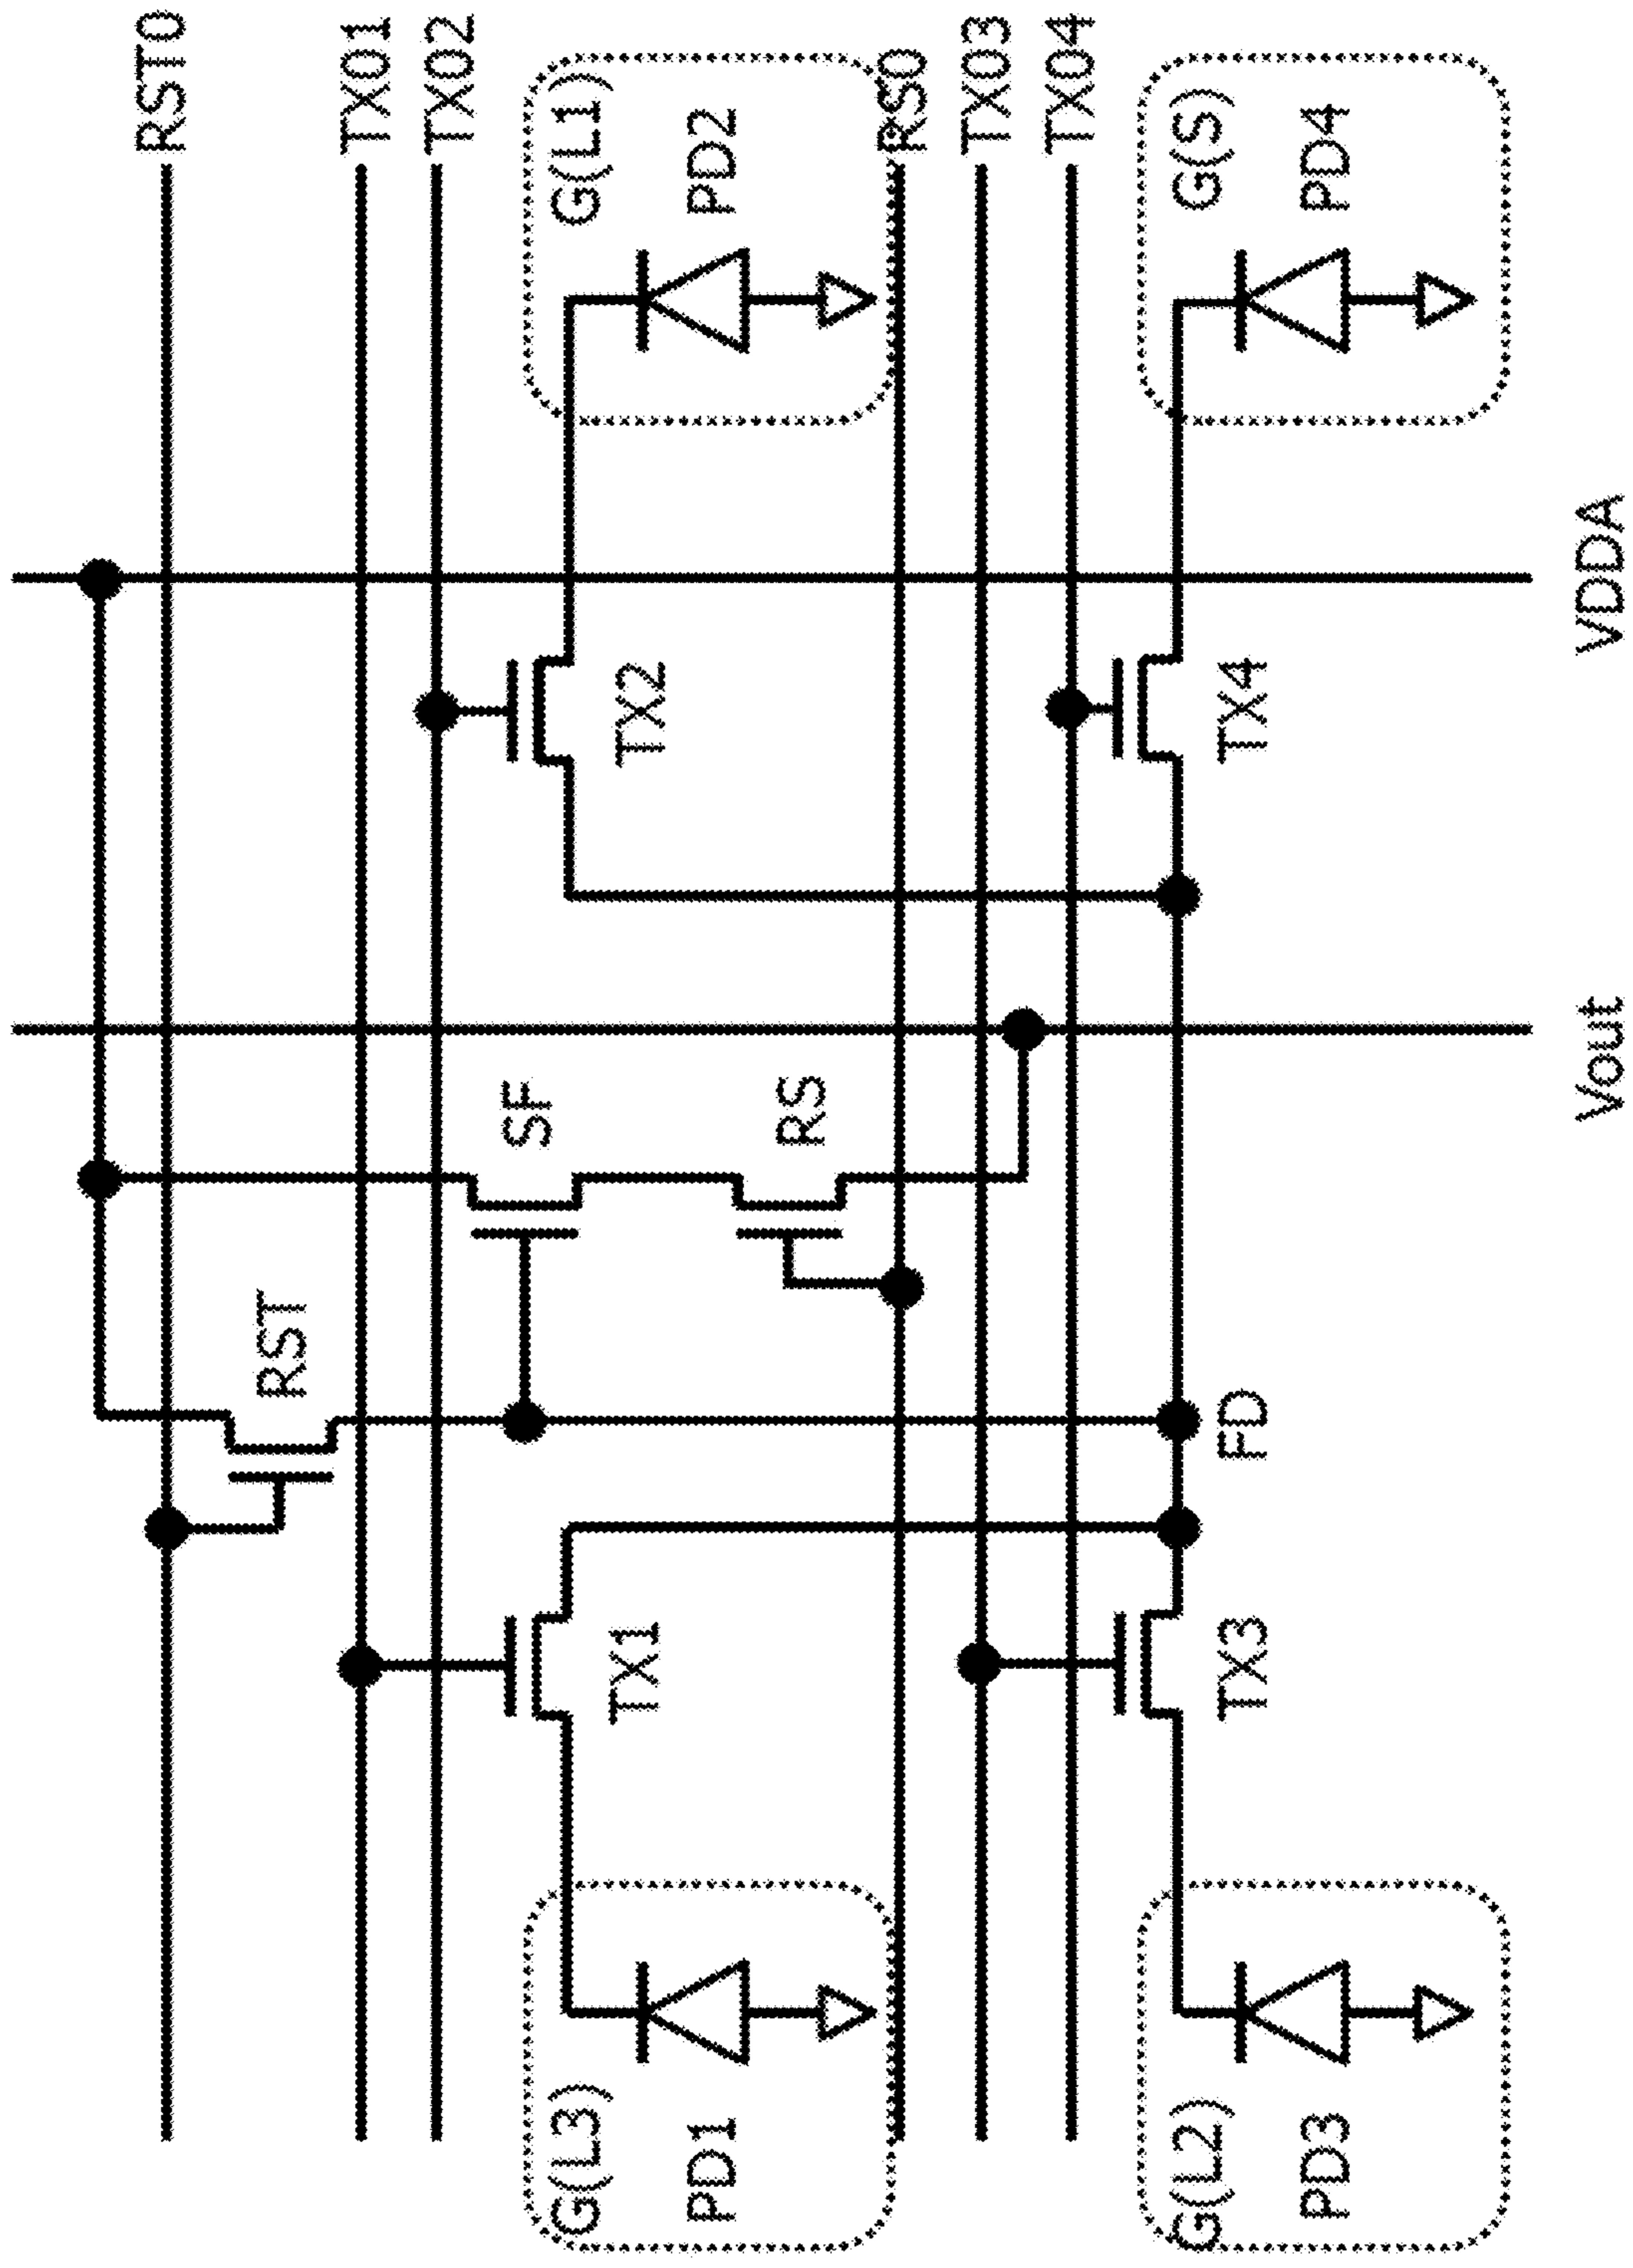 RST0
RST
TX01
TX02
G(L3)
SF
G(L1)
PD1
TX1
TX2
PD2
RS
RS0
TX03
TX04
G(L2)
G(S)
PD3
TX3
FD
TX4
PD4
Vout
VDDA